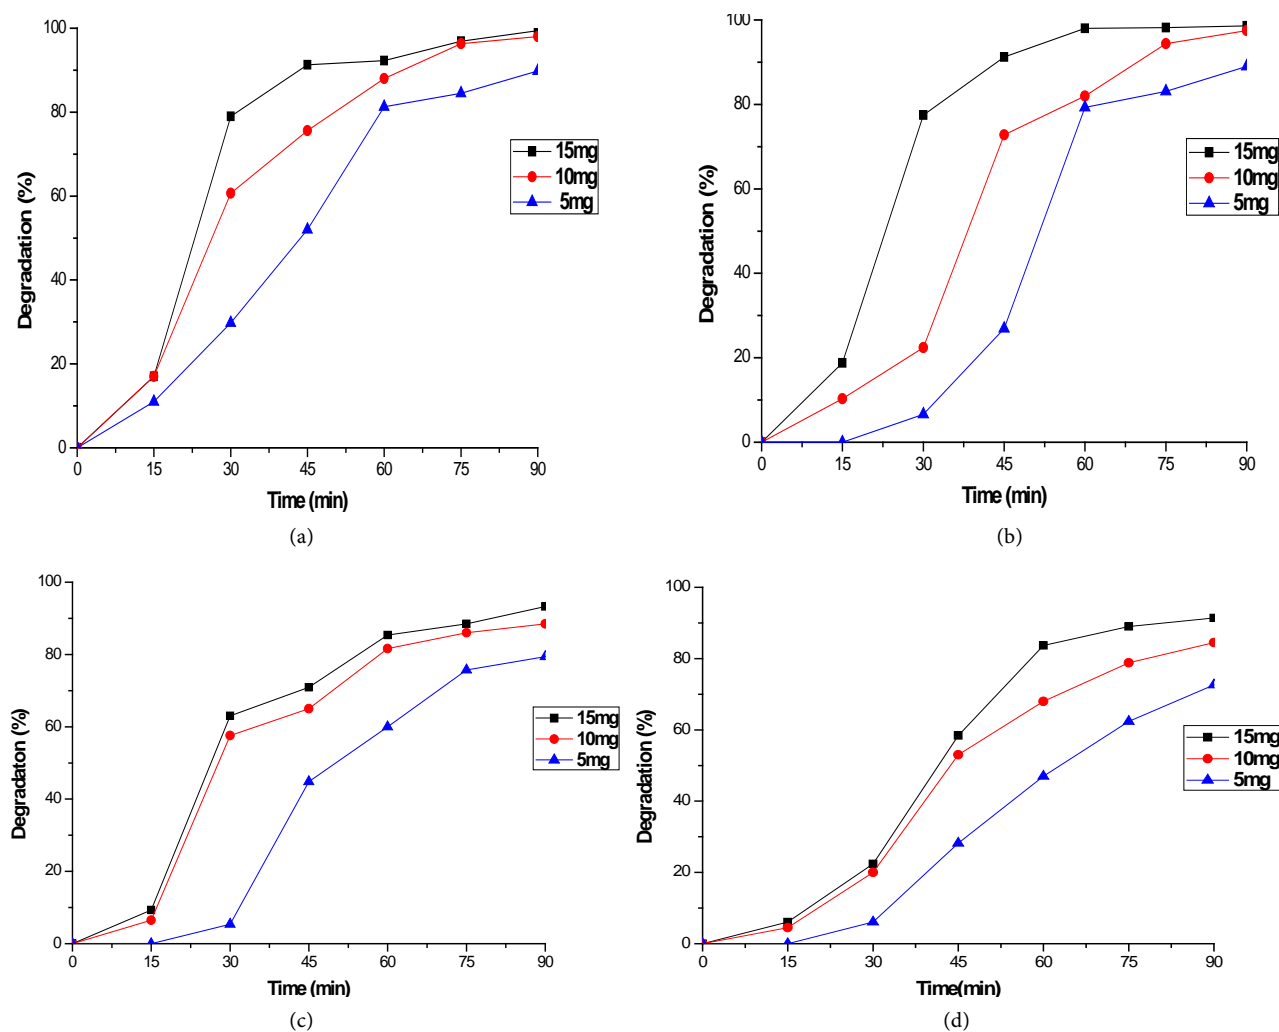 100
80
60
40
20
0
Degradation (%)
15mg
10mg
5mg
0 15 30 45 60 75 90
Time (min)
(a)
100
80
60
40
20
0
Degradation (%)
15mg
10mg
5mg
0 15 30 45 60 75 90
Time (min)
(b)
100
80
60
40
20
0
Degradaton (%)
15mg
10mg
5mg
0 15 30 45 60 75 90
Time (min)
(c)
100
80
60
40
20
0
Degradation (%)
15mg
10mg
5mg
0 15 30 45 60 75 90
Time(min)
(d)